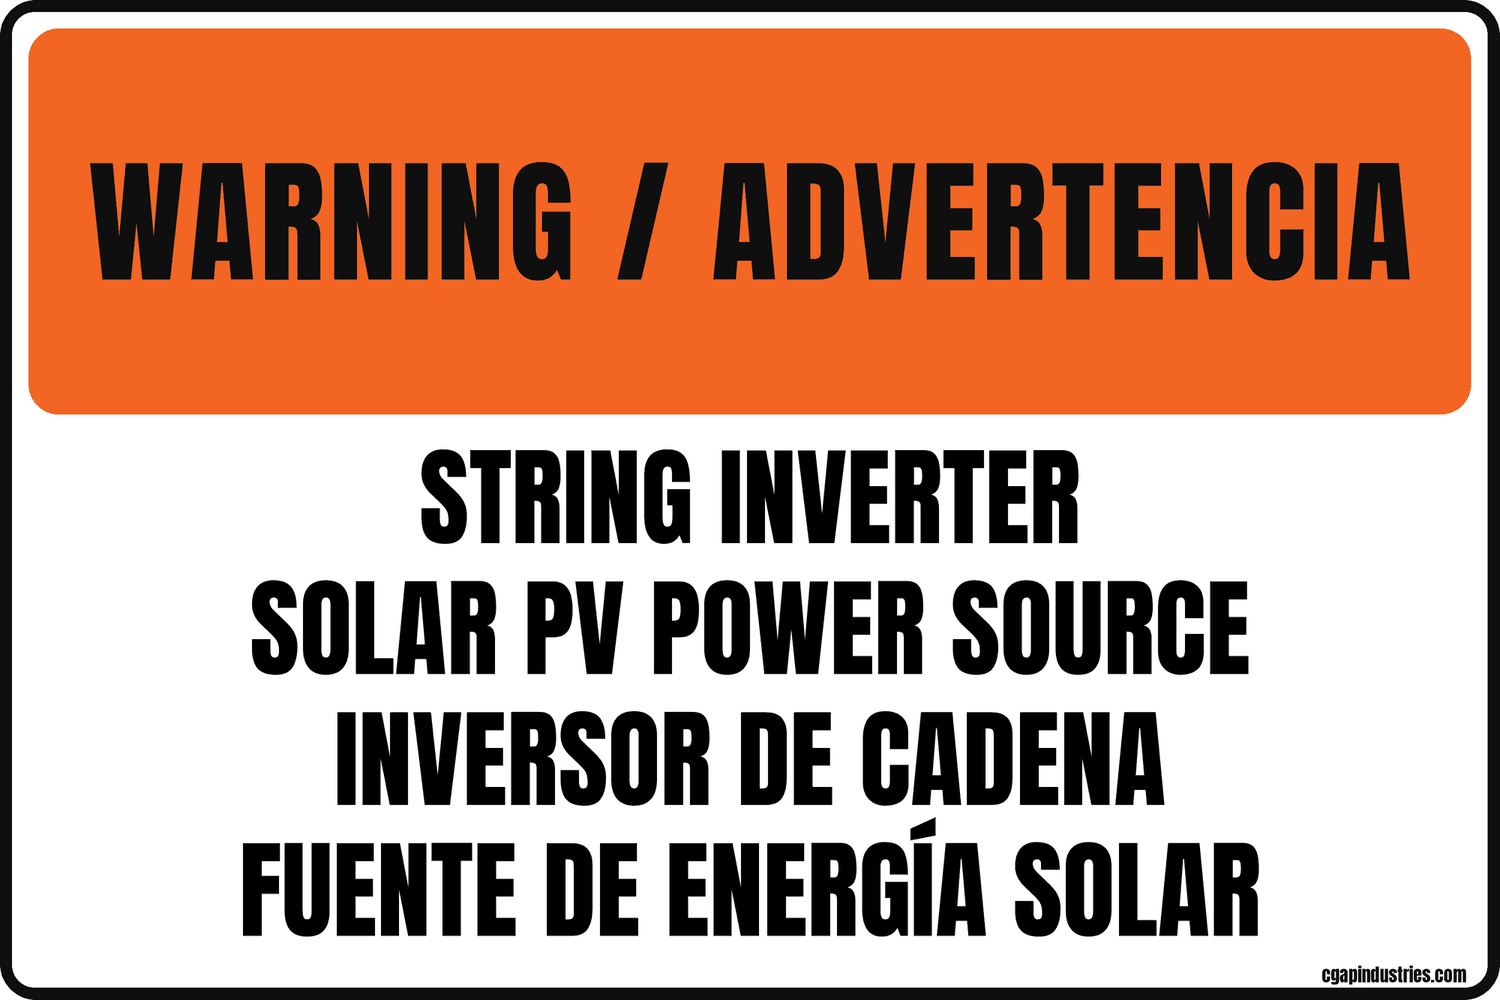 WARNING / ADVERTENCIA
STRING INVERTER
SOLAR PV POWER SOURCE
INVERSOR DE CADENA
FUENTE DE ENERGÍA SOLAR
cgapindustries.com